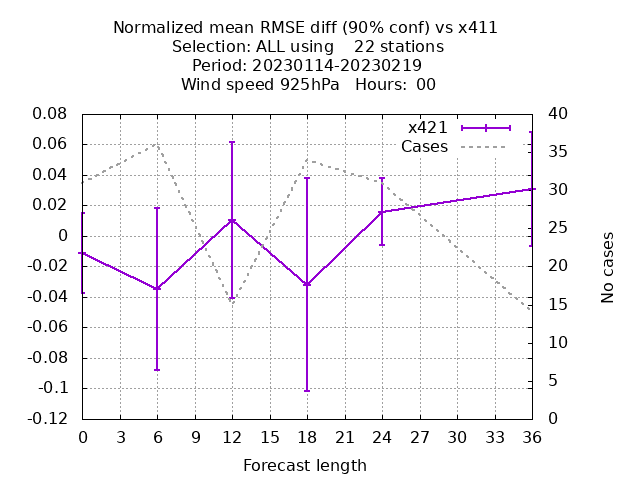 Normalized mean RMSE diff (90% conf) vs x411
Selection: ALL using    22 stations
Period: 20230114-20230219
Wind speed 925hPa   Hours:  00
x421
Cases
0.08
0.06
0.04
0.02
0
-0.02
-0.04
-0.06
-0.08
-0.1
-0.12
40
35
30
25
20
15
10
5
0
No cases
0 3 6 9 12 15 18 21 24 27 30 33 36
Forecast length